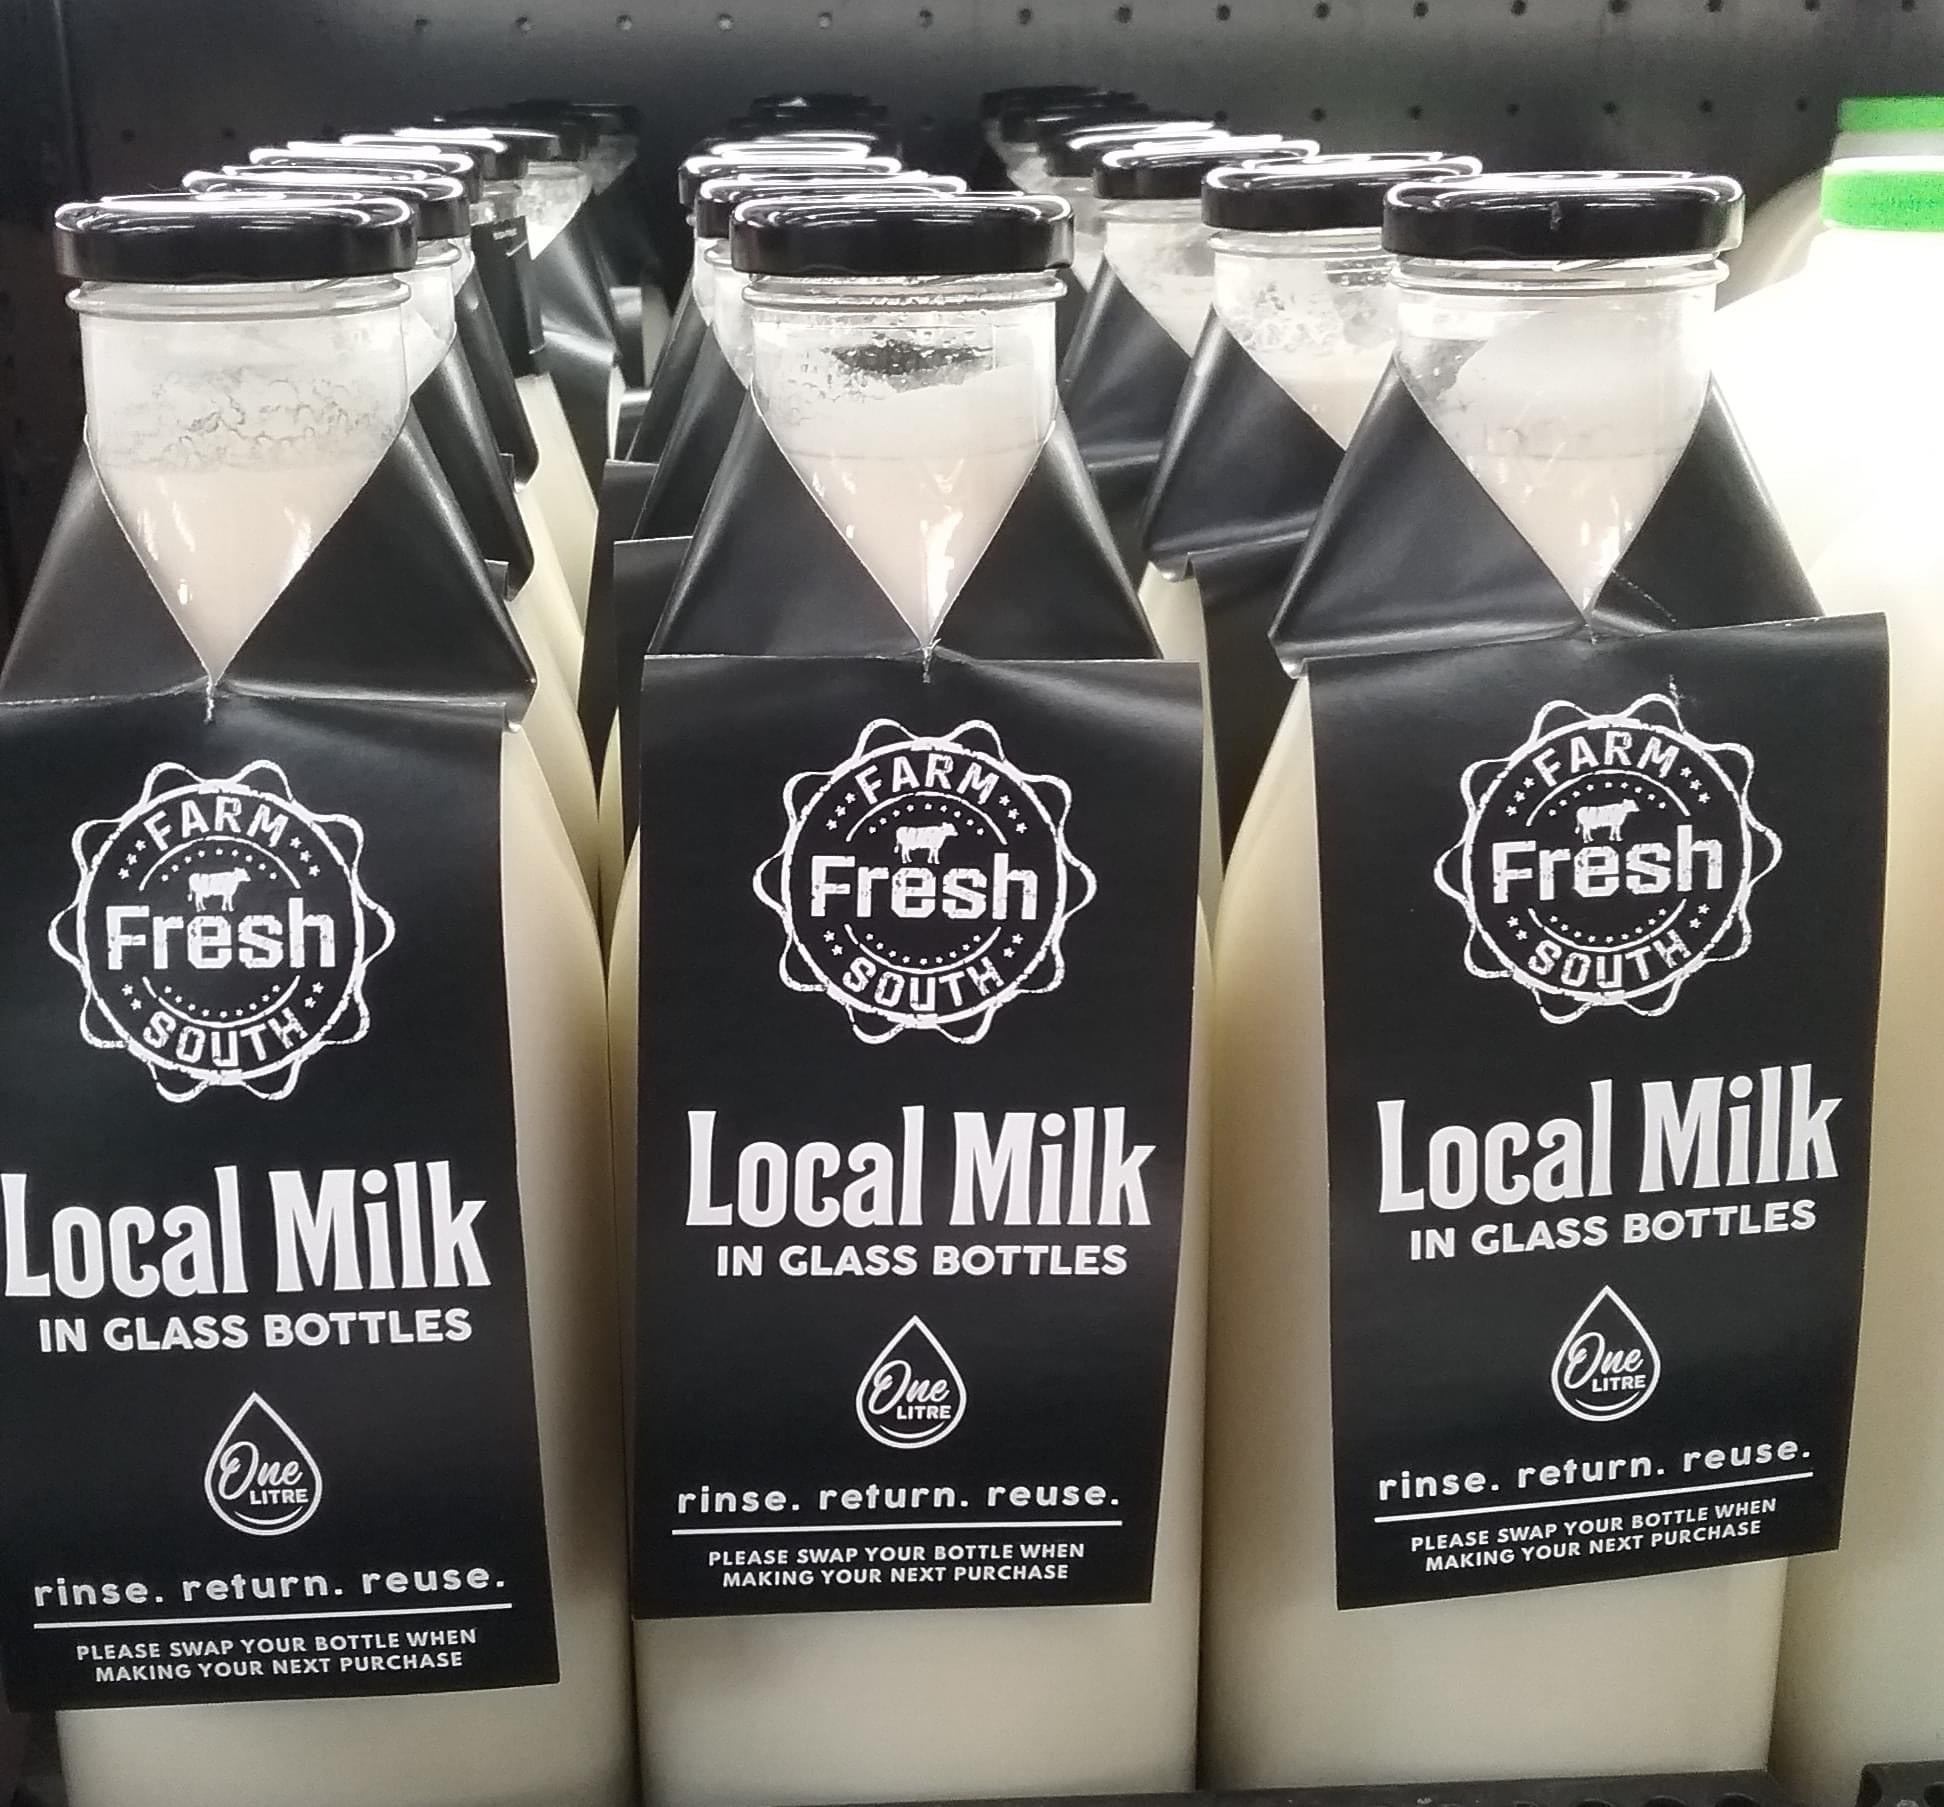 FARM
Fresh
SOUTH
Local Milk
IN GLASS BOTTLES
One
LITRE
rinse. return. reuse.
PLEASE SWAP YOUR BOTTLE WHEN
MAKING YOUR NEXT PURCHASE
FARM
Fresh
SOUTH
Local Milk
IN GLASS BOTTLES
One
LITRE
rinse. return. reuse.
PLEASE SWAP YOUR BOTTLE WHEN
MAKING YOUR NEXT PURCHASE
FARM
Fresh
SOUTH
Local Milk
IN GLASS BOTTLES
One
LITRE
rinse. return. reuse.
PLEASE SWAP YOUR BOTTLE WHEN
MAKING YOUR NEXT PURCHASE